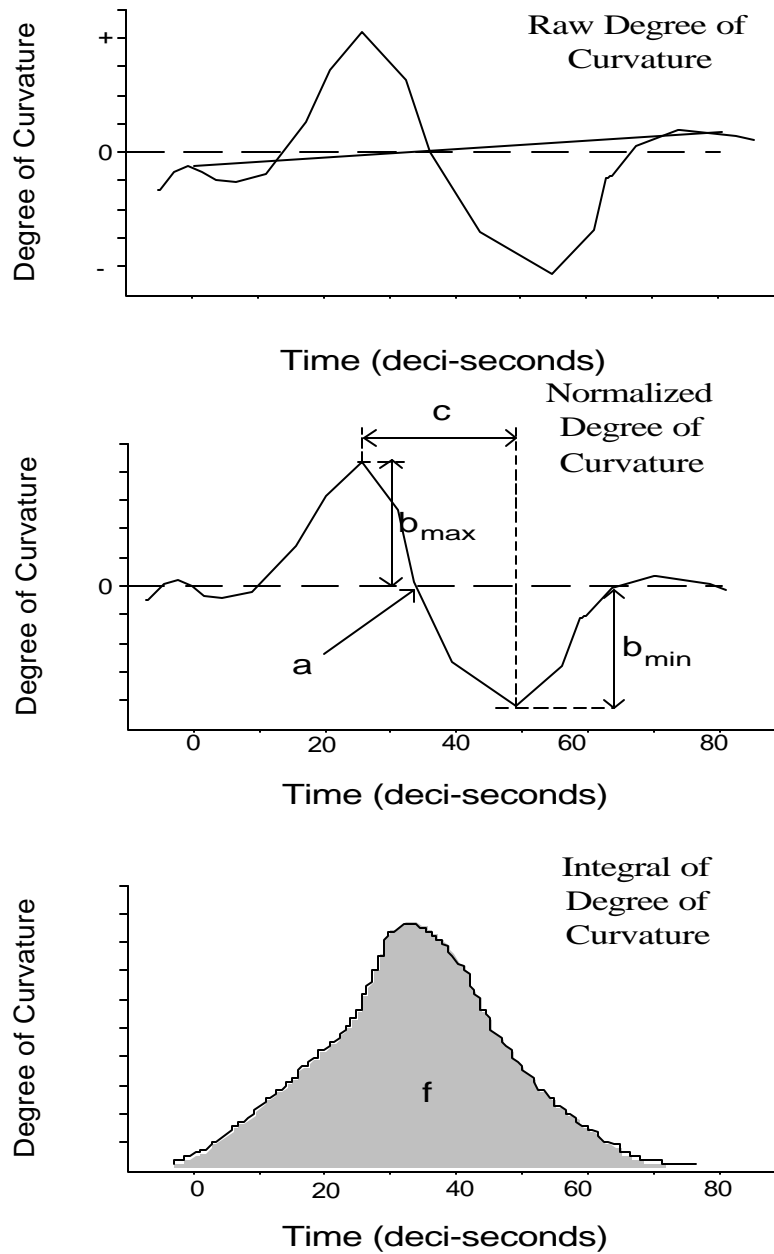 Raw Degree of
Curvature
Degree of Curvature
+
0
-
Time (deci-seconds)
Normalized
Degree of
Curvature
Degree of Curvature
c
b max
0
a
b min
0 20 40 60 80
Time (deci-seconds)
Integral of
Degree of
Curvature
Degree of Curvature
f
0 20 40 60 80
Time (deci-seconds)